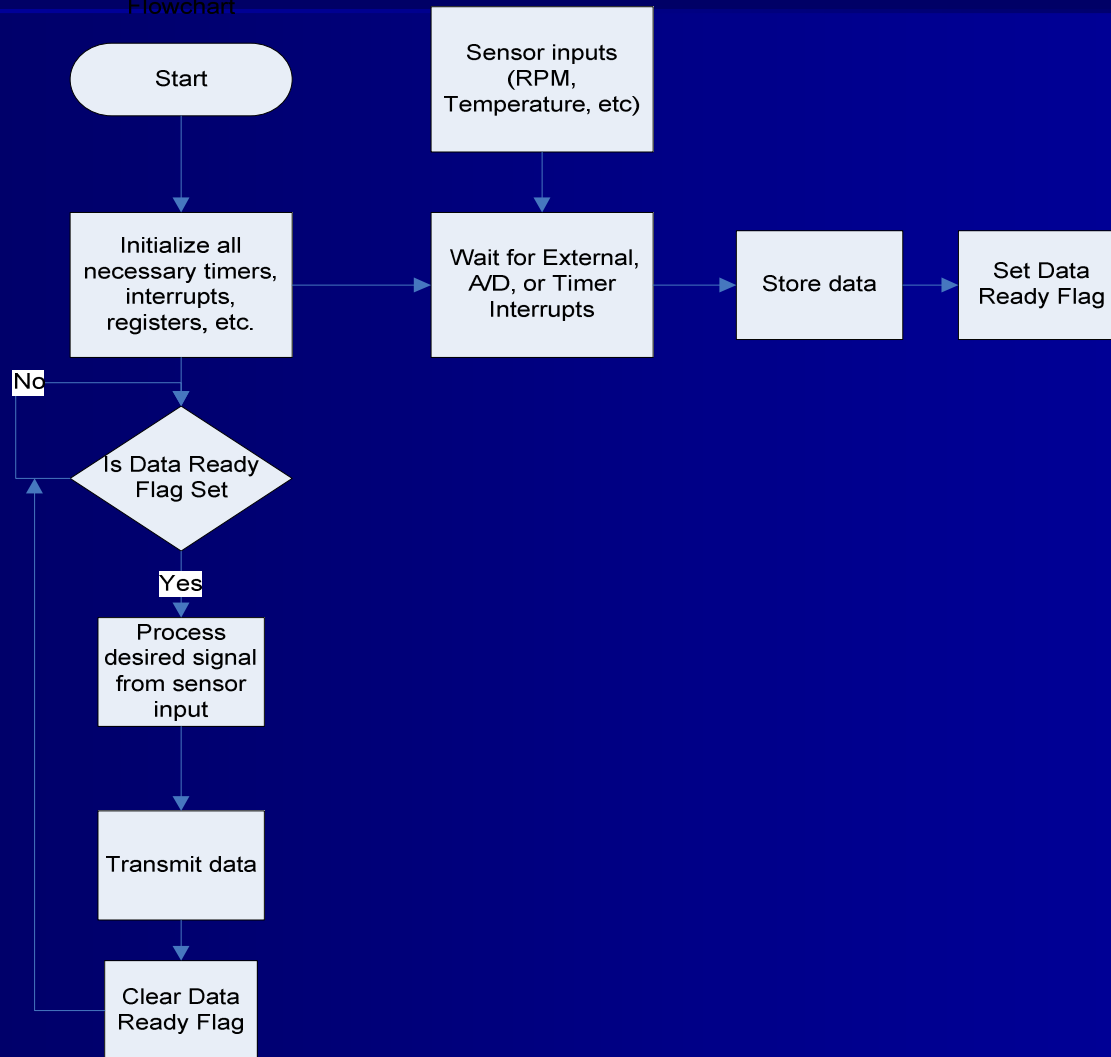 Flowchart
Start
Sensor inputs
(RPM,
Temperature, etc)
Initialize all
necessary timers,
interrupts,
registers, etc.
Wait for External,
A/D, or Timer
Interrupts
Store data
Set Data
Ready Flag
No
Is Data Ready
Flag Set
Yes
Process
desired signal
from sensor
input
Transmit data
Clear Data
Ready Flag